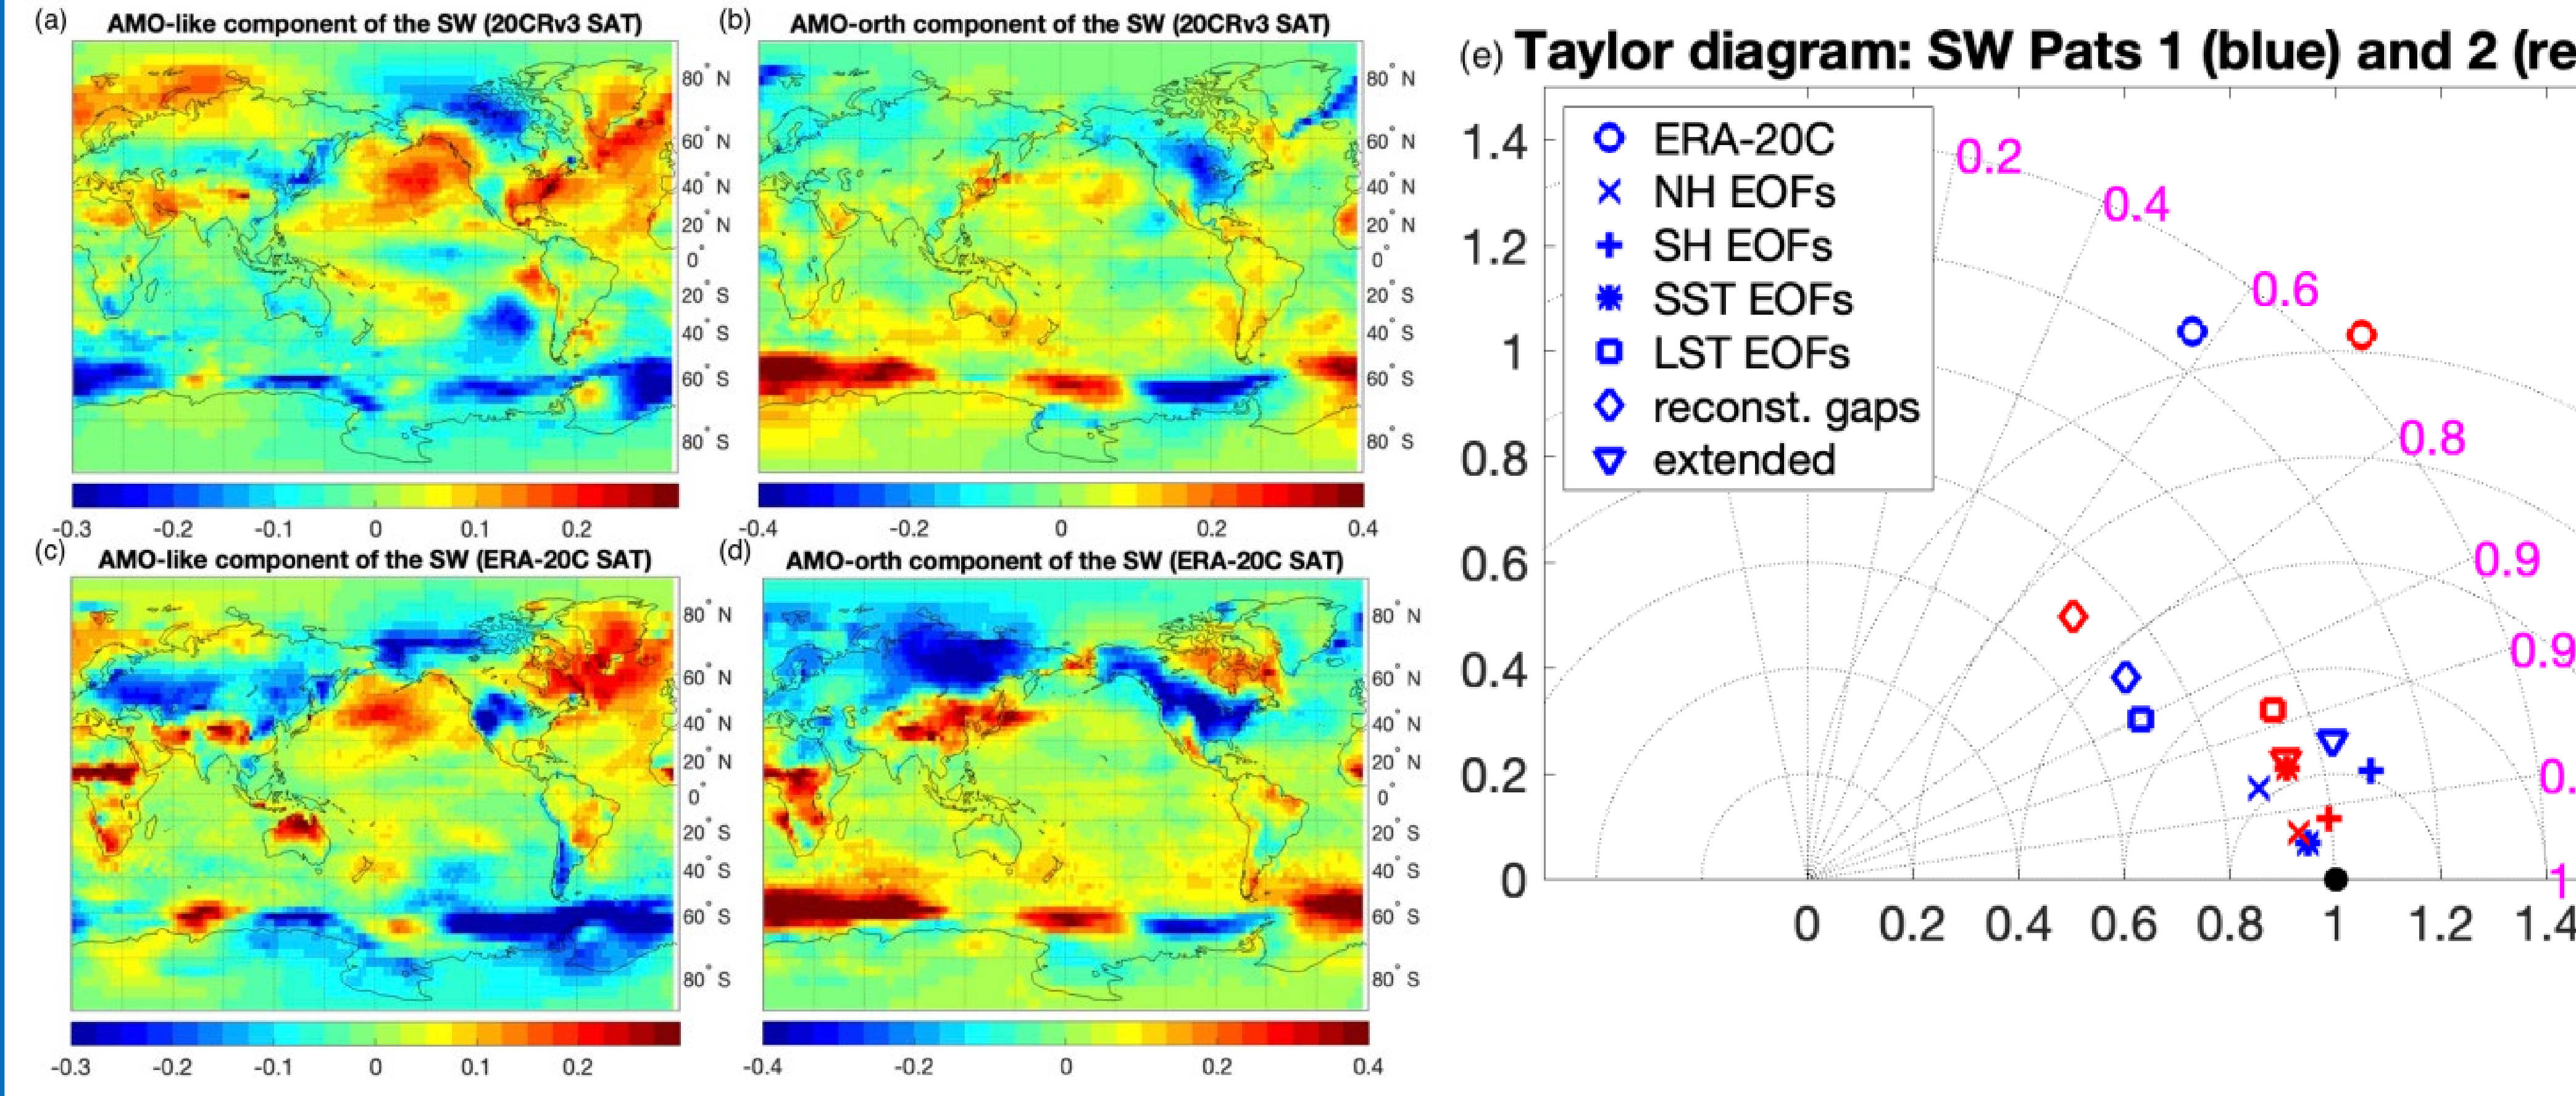 (a) AMO-like component of the SW (20CRv3 SAT)
80° N
60° N
40° N
20° N
0°
20° S
40° S
60° S
80° S
-0.3 -0.2 -0.1 0 0.1 0.2
(b) AMO-orth component of the SW (20CRv3 SAT)
80° N
60° N
40° N
20° N
0°
20° S
40° S
60° S
80° S
-0.4 -0.2 0 0.2 0.4
(c) AMO-like component of the SW (ERA-20C SAT)
80° N
60° N
40° N
20° N
0°
20° S
40° S
60° S
80° S
-0.3 -0.2 -0.1 0 0.1 0.2
(d) AMO-orth component of the SW (ERA-20C SAT)
80° N
60° N
40° N
20° N
0°
20° S
40° S
60° S
80° S
-0.4 -0.2 0 0.2 0.4
(e) Taylor diagram: SW Pats 1 (blue) and 2 (re
ERA-20C
NH EOFs
SH EOFs
SST EOFs
LST EOFs
reconst. gaps
extended
1.4
1.2
1
0.8
0.6
0.4
0.2
0
0.2
0.4
0.6
0.8
0.9
0.9
0.
1
0 0.2 0.4 0.6 0.8 1 1.2 1.4